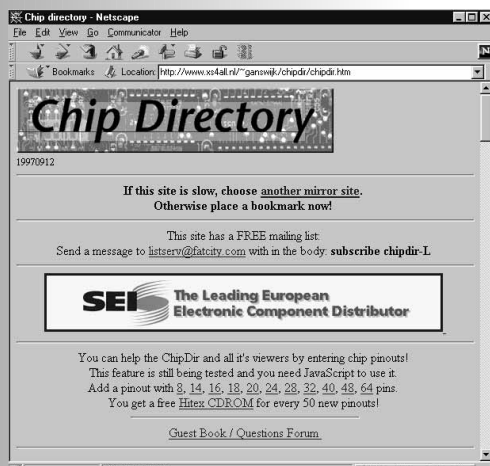 Chip directory - Netscape
File Edit View Go Communicator Help
Bookmarks Location: http://www.xs4all.nl/~ganswijk/chipdir/chipdir.htm
N
Chip Directory
19970912
If this site is slow, choose another mirror site.
Otherwise place a bookmark now!
This site has a FREE mailing list:
Send a message to listserv@fatcity.com with in the body: subscribe chipdir-L
SEI The Leading European
Electronic Component Distributor
You can help the ChipDir and all it's viewers by entering chip pinouts!
This feature is still being tested and you need JavaScript to use it.
Add a pinout with 8, 14, 16, 18, 20, 24, 28, 32, 40, 48, 64 pins.
You get a free Hitex CDROM for every 50 new pinouts!
Guest Book / Questions Forum